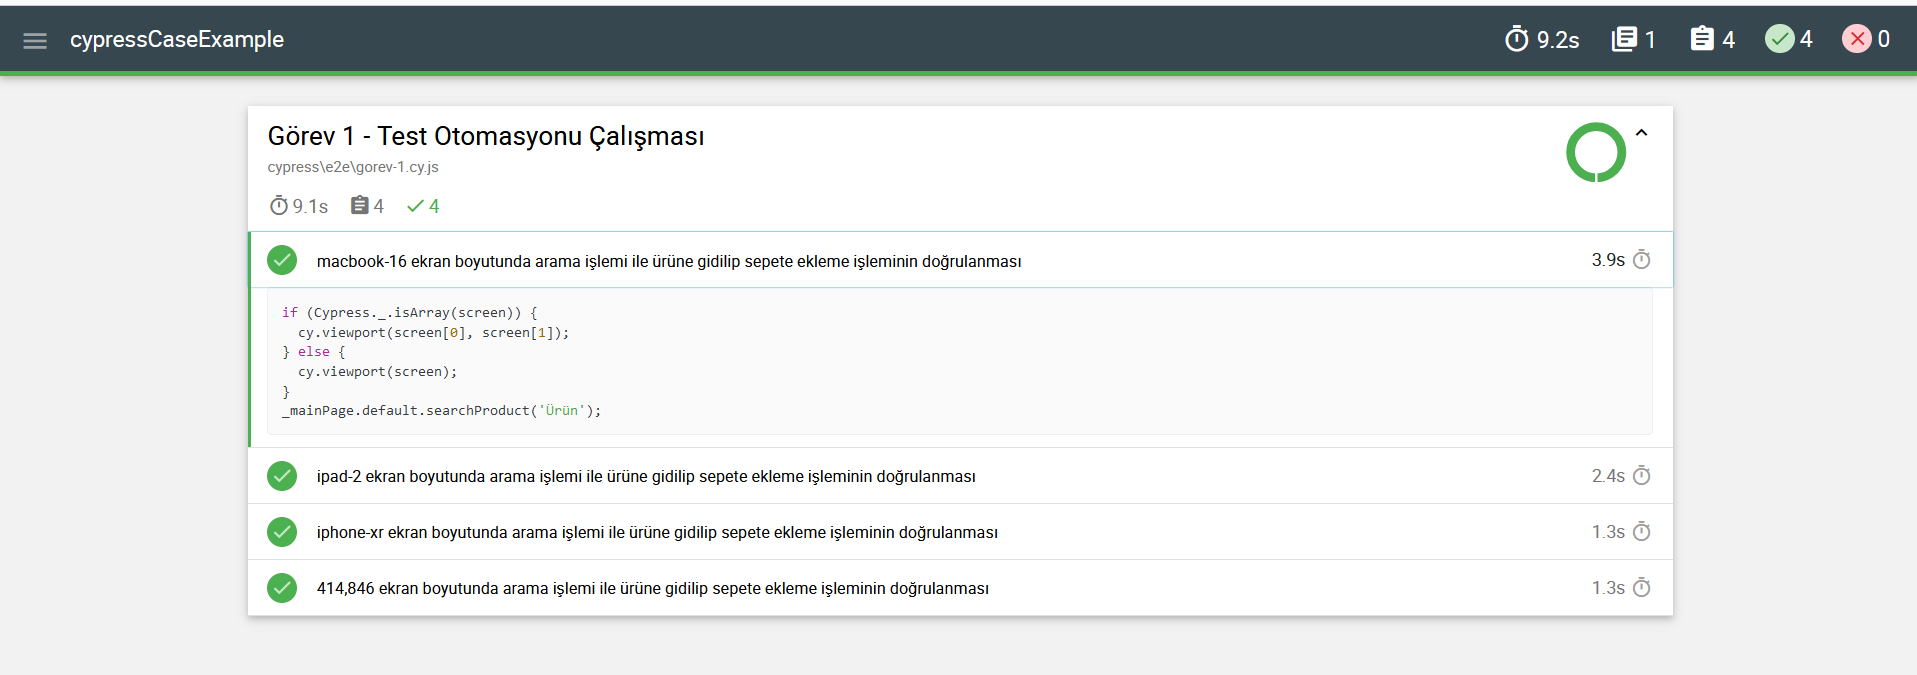 cypressCaseExample
9.2s 1 4 4 0
Görev 1 - Test Otomasyonu Çalışması
cypress\e2e\gorev-1.cy.js
9.1s 4 4
macbook-16 ekran boyutunda arama işlemi ile ürüne gidilip sepete ekleme işleminin doğrulanması 3.9s
if (Cypress._.isArray(screen)) {
  cy.viewport(screen[0], screen[1]);
} else {
  cy.viewport(screen);
}
_mainPage.default.searchProduct('Ürün');
ipad-2 ekran boyutunda arama işlemi ile ürüne gidilip sepete ekleme işleminin doğrulanması 2.4s
iphone-xr ekran boyutunda arama işlemi ile ürüne gidilip sepete ekleme işleminin doğrulanması 1.3s
414,846 ekran boyutunda arama işlemi ile ürüne gidilip sepete ekleme işleminin doğrulanması 1.3s